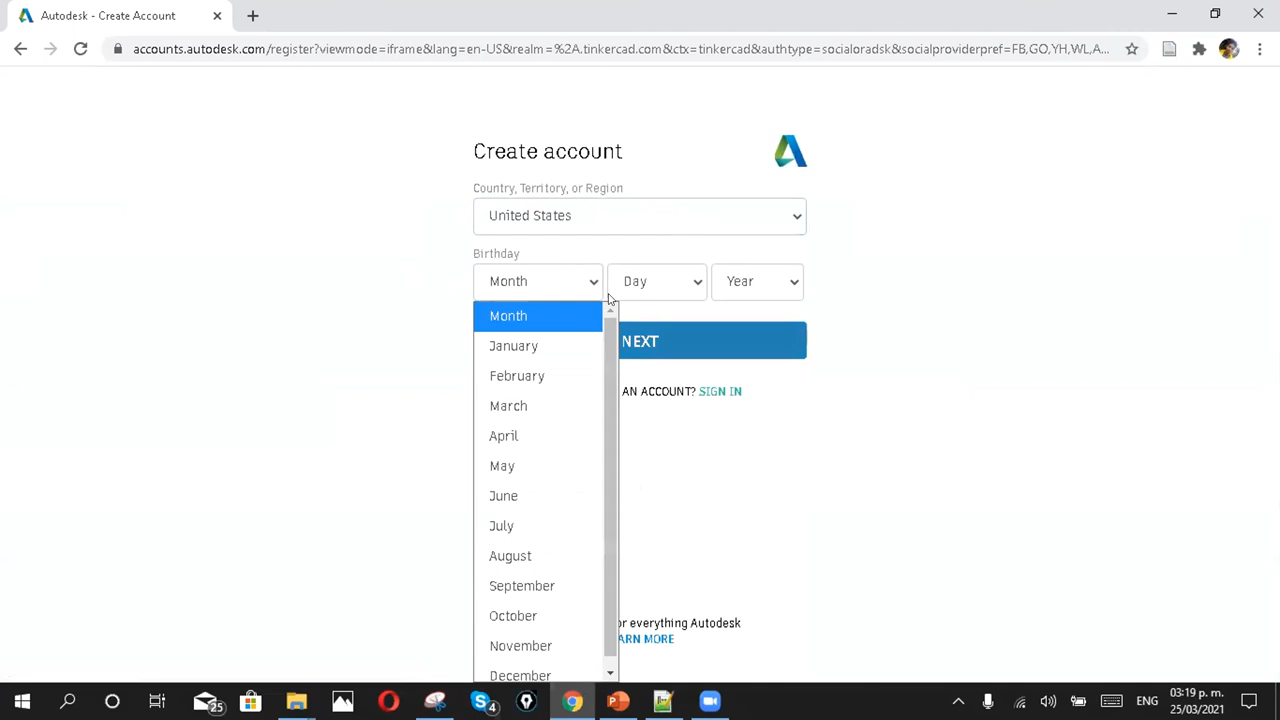 Autodesk - Create Account
accounts.autodesk.com/register?viewmode=iframe&lang=en-US&realm=%2A.tinkercad.com&ctx=tinkercad&authtype=socialoradsk&socialproviderpref=FB,GO,YH,WL,A...
Create account
Country, Territory, or Region
United States
Birthday
Month Day Year
Month
January
NEXT
February
AN ACCOUNT? SIGN IN
March
April
May
June
July
August
September
October
or everything Autodesk
ARN MORE
November
December
25
4
ENG
03:19 p. m.
25/03/2021